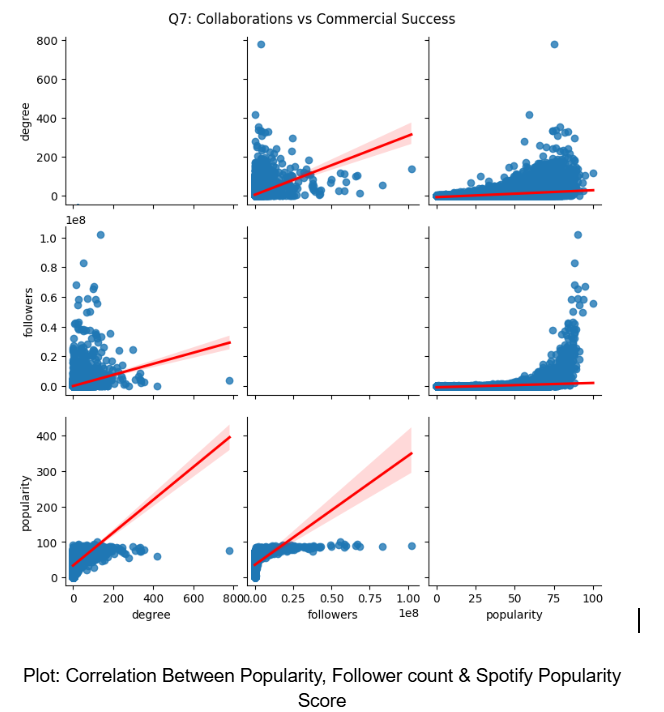 Q7: Collaborations vs Commercial Success
800
600
400
200
0
degree
1e8
1.0
0.8
0.6
0.4
0.2
0.0
followers
400
300
200
100
0
popularity
0 200 400 600 800
degree
0.00 0.25 0.50 0.75 1.00
followers
1e8
0 25 50 75 100
popularity
Plot: Correlation Between Popularity, Follower count & Spotify Popularity
Score